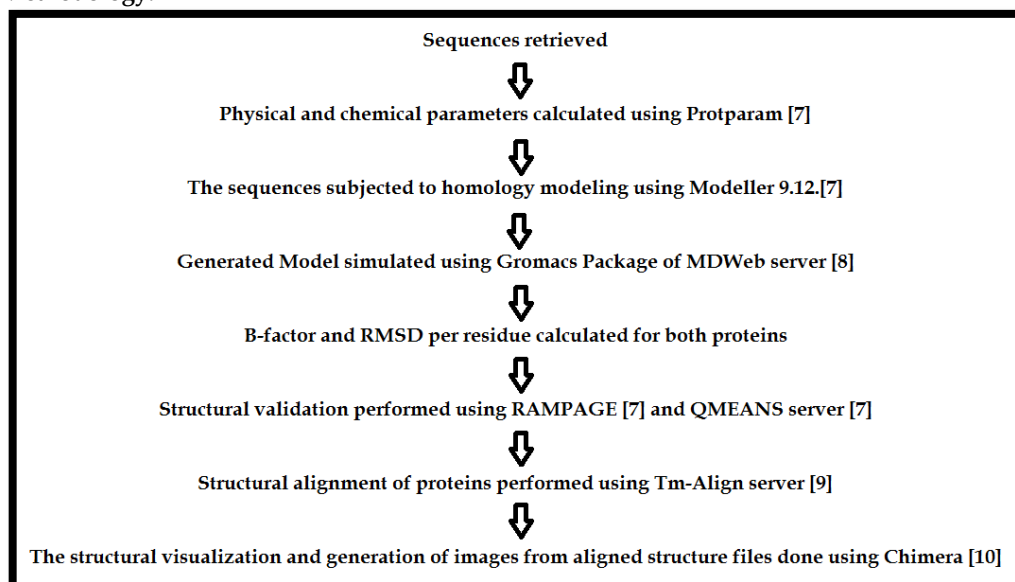 Sequences retrieved
Physical and chemical parameters calculated using Protparam [7]
The sequences subjected to homology modeling using Modeller 9.12.[7]
Generated Model simulated using Gromacs Package of MDWeb server [8]
B-factor and RMSD per residue calculated for both proteins
Structural validation performed using RAMPAGE [7] and QMEANS server [7]
Structural alignment of proteins performed using Tm-Align server [9]
The structural visualization and generation of images from aligned structure files done using Chimera [10]